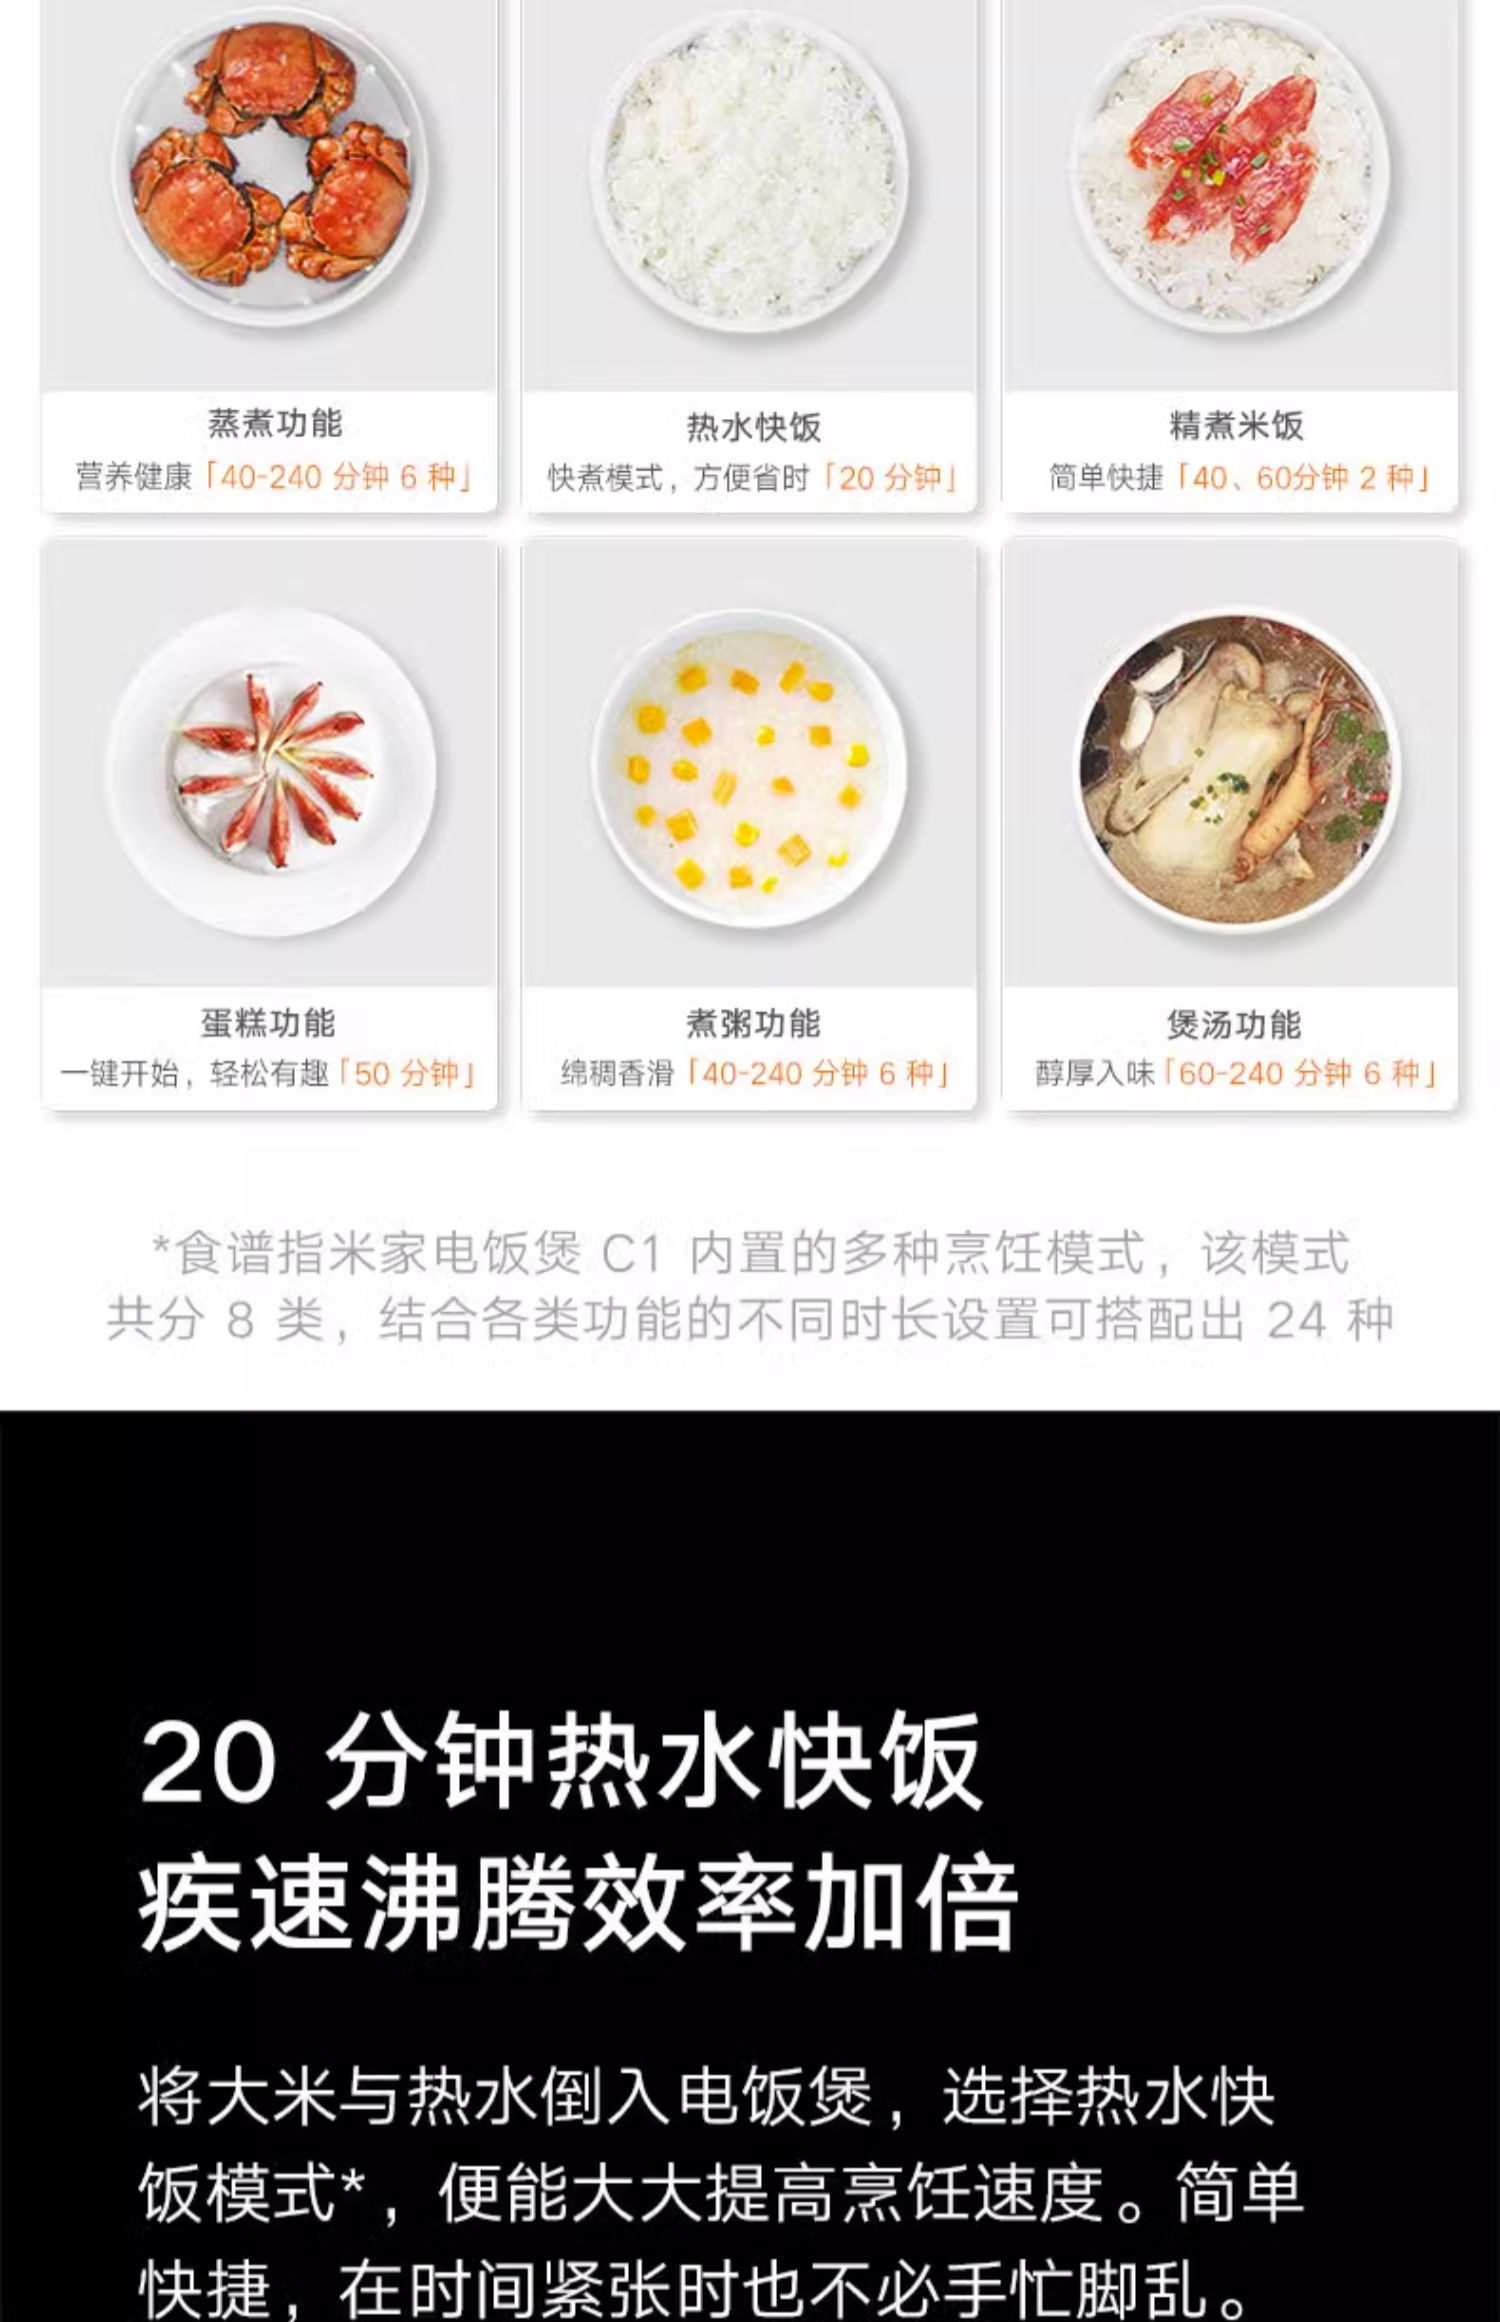 蒸煮功能
营养健康「40-240 分钟 6 种」
热水快饭
快煮模式，方便省时「20 分钟」
精煮米饭
简单快捷「40、60分钟 2 种」
蛋糕功能
一键开始，轻松有趣「50 分钟」
煮粥功能
绵稠香滑「40-240 分钟 6 种」
煲汤功能
醇厚入味「60-240 分钟 6 种」
*食谱指米家电饭煲 C1 内置的多种烹饪模式，该模式
共分 8 类，结合各类功能的不同时长设置可搭配出 24 种
20 分钟热水快饭
疾速沸腾效率加倍
将大米与热水倒入电饭煲，选择热水快
饭模式*，便能大大提高烹饪速度。简单
快捷，在时间紧张时也不必手忙脚乱。